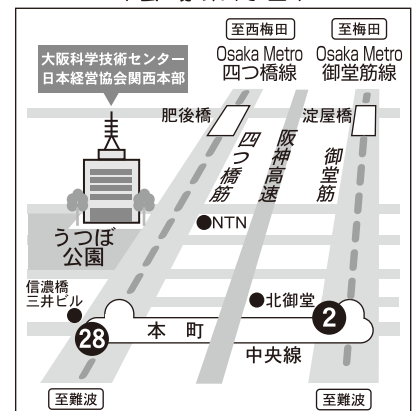 至西梅田
至梅田
Osaka Metro
四つ橋線
Osaka Metro
御堂筋線
大阪科学技術センター
日本経営協会関西本部
肥後橋
淀屋橋
四つ橋筋
阪神高速
御堂筋
NTN
うつぼ
公園
信濃橋
三井ビル
北御堂
2
28
本町
中央線
至難波
至難波